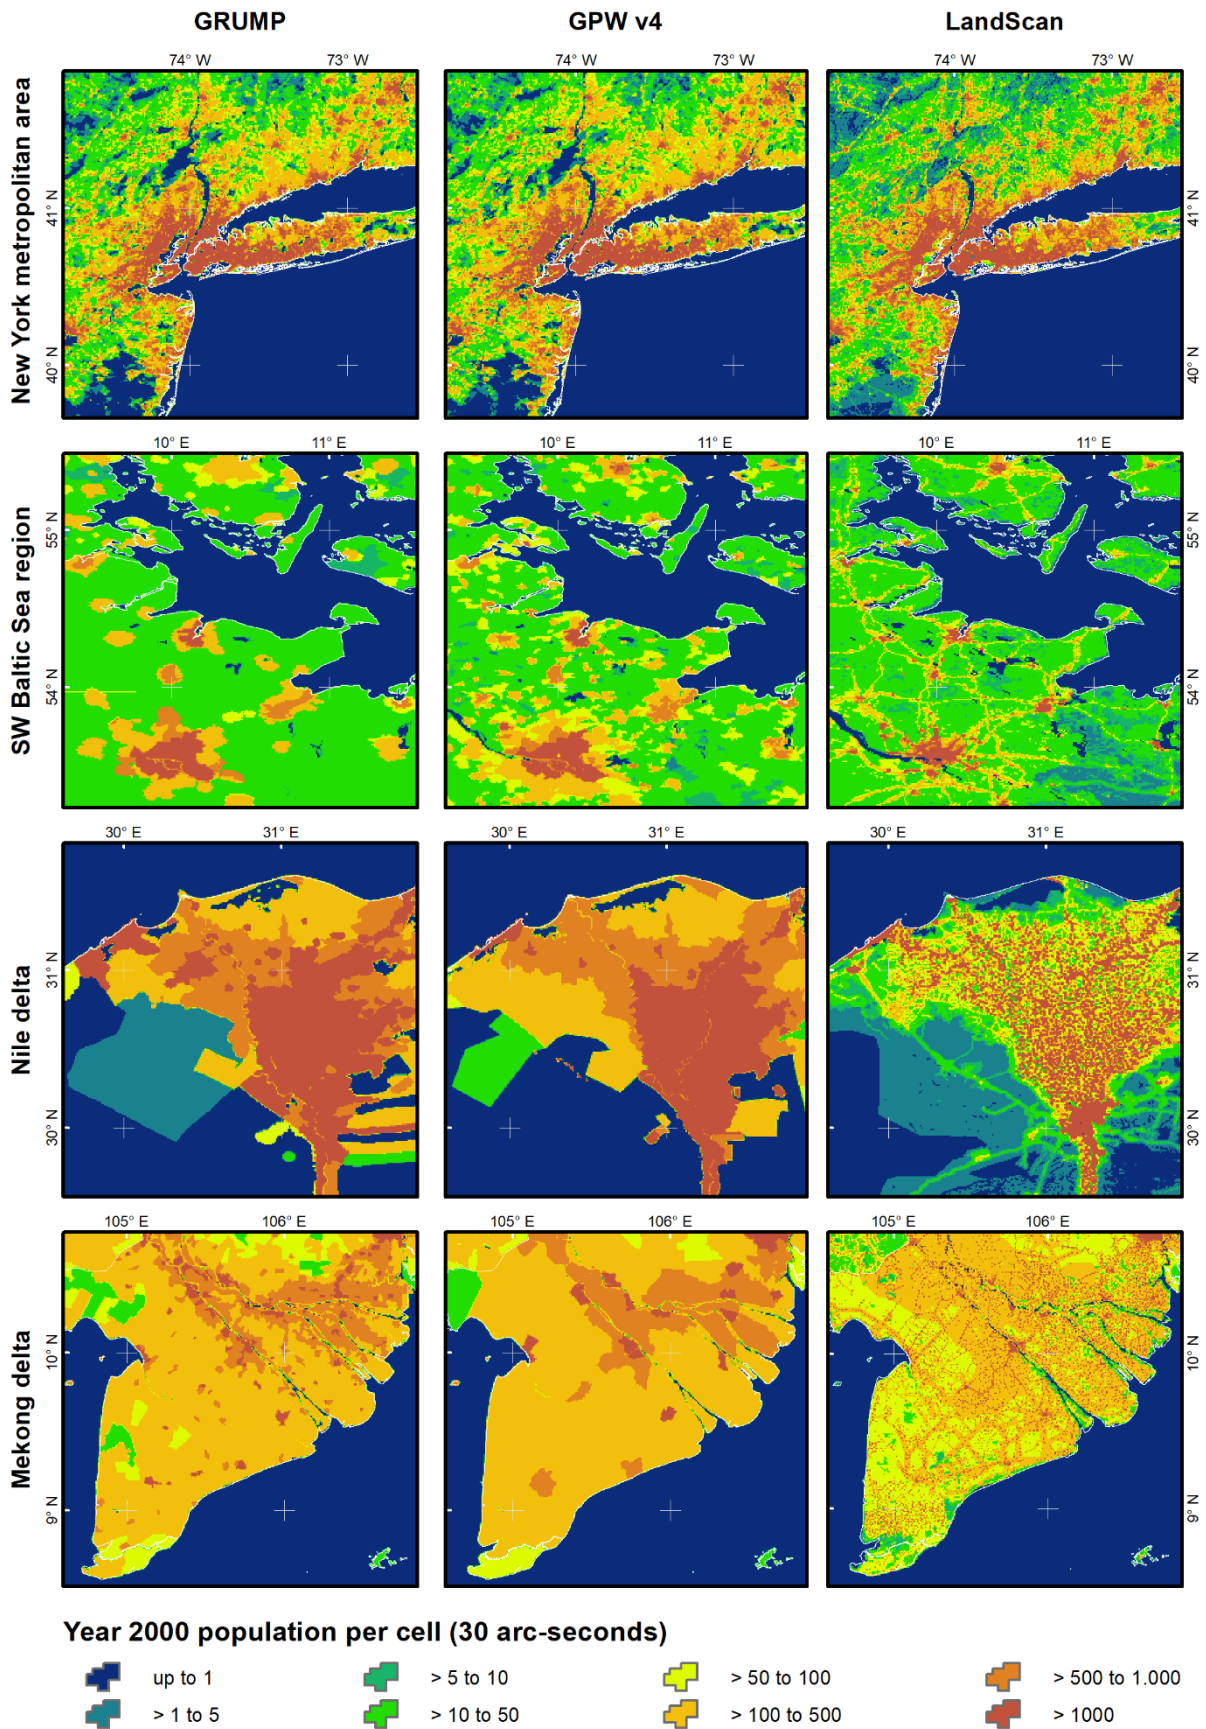 GRUMP GPW v4 LandScan
74° W 73° W 74° W 73° W 74° W 73° W
New York metropolitan area
41° N 41° N
40° N 40° N
10° E 11° E 10° E 11° E 10° E 11° E
SW Baltic Sea region
55° N 55° N
54° N 54° N
30° E 31° E 30° E 31° E 30° E 31° E
Nile delta
31° N 31° N
30° N 30° N
105° E 106° E 105° E 106° E 105° E 106° E
Mekong delta
10° N 10° N
9° N 9° N
Year 2000 population per cell (30 arc-seconds)
up to 1 > 5 to 10 > 50 to 100 > 500 to 1.000
> 1 to 5 > 10 to 50 > 100 to 500 > 1000